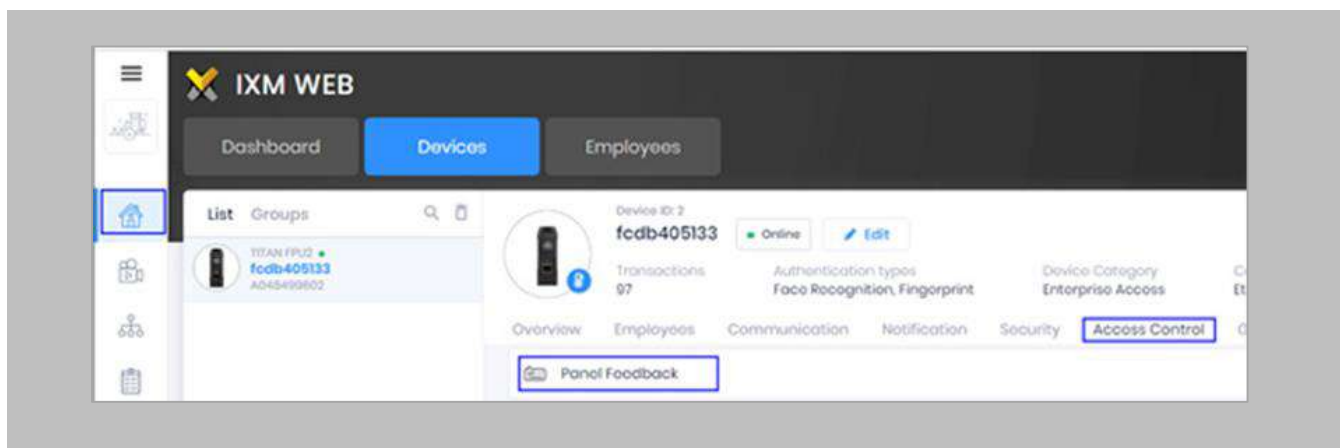 IXM WEB
Dashboard Devices Employees
List Groups
TITAN FPU2
fcdb405133
A045499602
Device ID: 2
fcdb405133 Online Edit
Transactions Authentication types Device Category
97 Face Recognition, Fingerprint Enterprise Access
Overview Employees Communication Notification Security Access Control
Panel Feedback